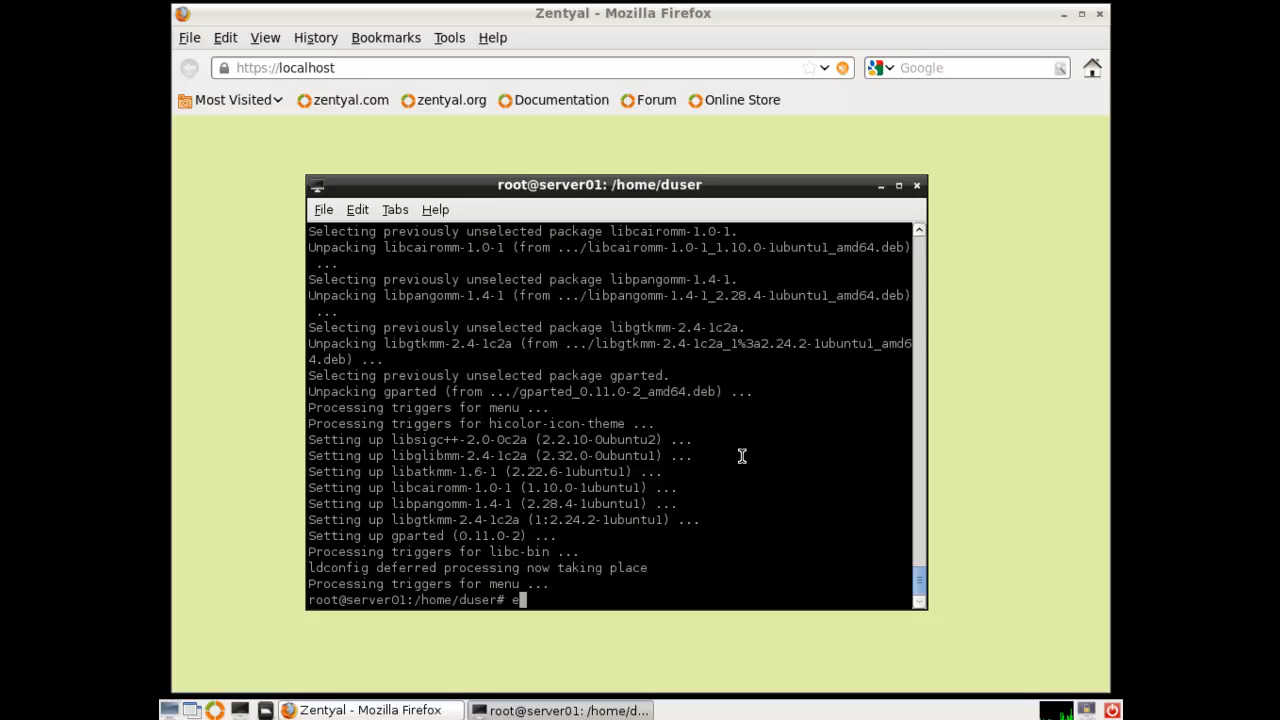 Zentyal - Mozilla Firefox
File Edit View History Bookmarks Tools Help
https://localhost
Google
Most Visited zentyal.com zentyal.org Documentation Forum Online Store
root@server01: /home/duser
File Edit Tabs Help
Selecting previously unselected package libcairomm-1.0-1.
Unpacking libcairomm-1.0-1 (from .../libcairomm-1.0-1_1.10.0-1ubuntu1_amd64.deb)
...
Selecting previously unselected package libpangomm-1.4-1.
Unpacking libpangomm-1.4-1 (from .../libpangomm-1.4-1_2.28.4-1ubuntu1_amd64.deb)
...
Selecting previously unselected package libgtkmm-2.4-1c2a.
Unpacking libgtkmm-2.4-1c2a (from .../libgtkmm-2.4-1c2a_1%3a2.24.2-1ubuntu1_amd6
4.deb) ...
Selecting previously unselected package gparted.
Unpacking gparted (from .../gparted_0.11.0-2_amd64.deb) ...
Processing triggers for menu ...
Processing triggers for hicolor-icon-theme ...
Setting up libsigc++-2.0-0c2a (2.2.10-0ubuntu2) ...
Setting up libglibmm-2.4-1c2a (2.32.0-0ubuntu1) ...
Setting up libatkmm-1.6-1 (2.22.6-1ubuntu1) ...
Setting up libcairomm-1.0-1 (1.10.0-1ubuntu1) ...
Setting up libpangomm-1.4-1 (2.28.4-1ubuntu1) ...
Setting up libgtkmm-2.4-1c2a (1:2.24.2-1ubuntu1) ...
Setting up gparted (0.11.0-2) ...
Processing triggers for libc-bin ...
ldconfig deferred processing now taking place
Processing triggers for menu ...
root@server01:/home/duser# e
Zentyal - Mozilla Firefox root@server01: /home/d...